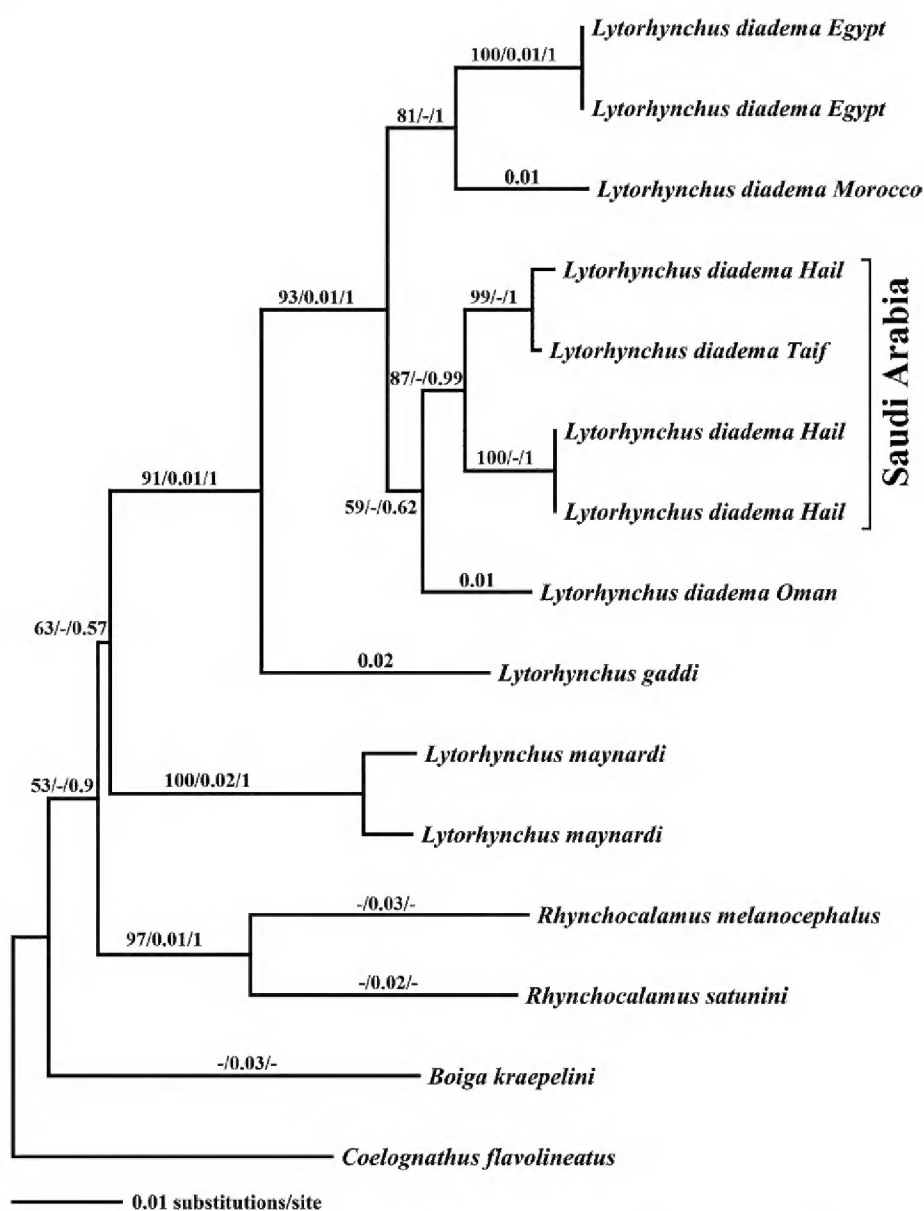 Lytorhynchus diadema Egypt
100/0.01/1
Lytorhynchus diadema Egypt
81/-/1
0.01
Lytorhynchus diadema Morocco
Lytorhynchus diadema Hail
93/0.01/1
99/-/1
Lytorhynchus diadema Taif
87/-/0.99
Saudi Arabia
Lytorhynchus diadema Hail
100/-/1
91/0.01/1
59/-/0.62
Lytorhynchus diadema Hail
0.01
Lytorhynchus diadema Oman
63/-/0.57
0.02
Lytorhynchus gaddi
Lytorhynchus maynardi
53/-/0.9
100/0.02/1
Lytorhynchus maynardi
-/0.03/-
Rhynchocalamus melanocephalus
97/0.01/1
-/0.02/-
Rhynchocalamus satunini
-/0.03/-
Boiga kraepelini
Coelognathus flavolineatus
0.01 substitutions/site